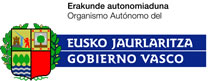 Erakunde autonomiaduna
Organismo Autónomo del
EUSKO JAURLARITZA
GOBIERNO VASCO